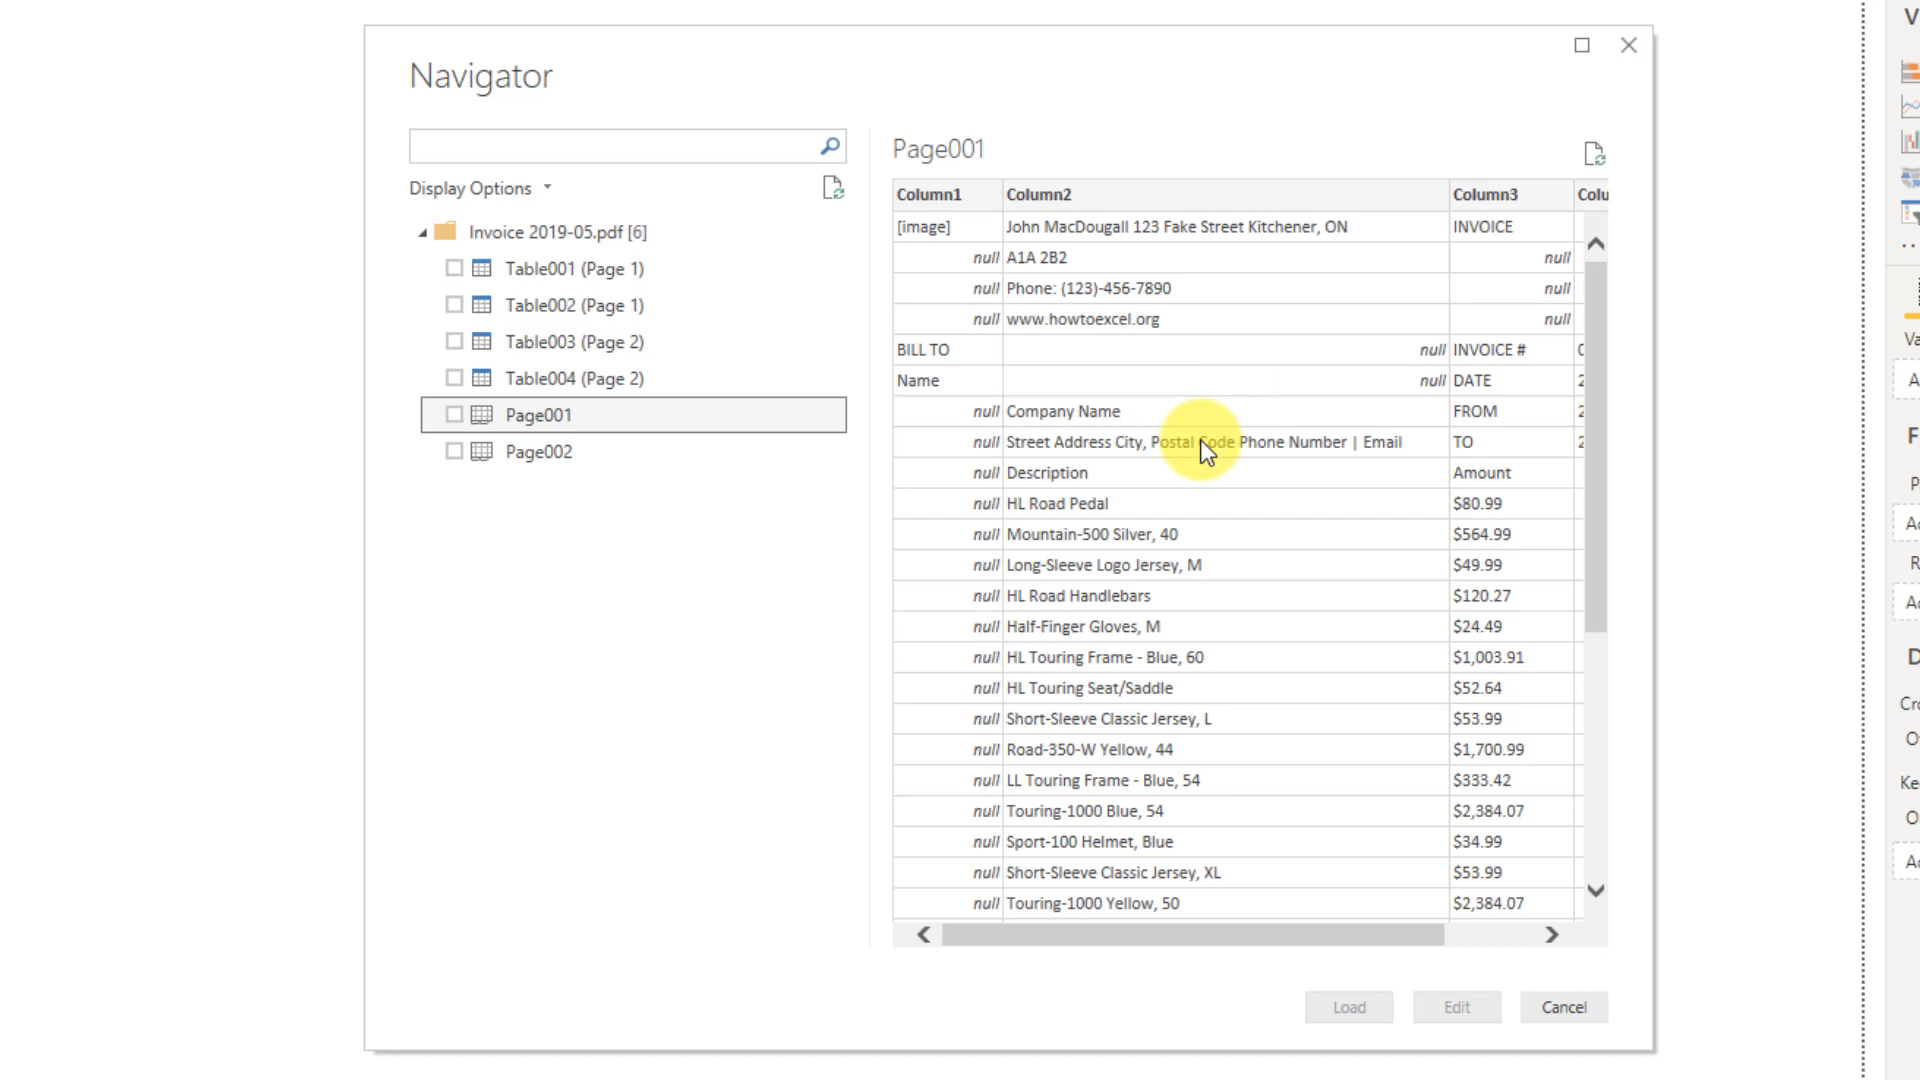 Navigator
Display Options
Invoice 2019-05.pdf [6]
Table001 (Page 1)
Table002 (Page 1)
Table003 (Page 2)
Table004 (Page 2)
Page001
Page002
Page001
Column1 Column2 Column3 Colu
[image] John MacDougall 123 Fake Street Kitchener, ON INVOICE
null A1A 2B2 null
null Phone: (123)-456-7890 null
null www.howtoexcel.org null
BILL TO null INVOICE #
Name null DATE 2
null Company Name FROM 2
null Street Address City, Postal Code Phone Number | Email TO 2
null Description Amount
null HL Road Pedal $80.99
null Mountain-500 Silver, 40 $564.99
null Long-Sleeve Logo Jersey, M $49.99
null HL Road Handlebars $120.27
null Half-Finger Gloves, M $24.49
null HL Touring Frame - Blue, 60 $1,003.91
null HL Touring Seat/Saddle $52.64
null Short-Sleeve Classic Jersey, L $53.99
null Road-350-W Yellow, 44 $1,700.99
null LL Touring Frame - Blue, 54 $333.42
null Touring-1000 Blue, 54 $2,384.07
null Sport-100 Helmet, Blue $34.99
null Short-Sleeve Classic Jersey, XL $53.99
null Touring-1000 Yellow, 50 $2,384.07
Load Edit Cancel
V
Va
A
F
P
Ad
R
Ad
D
Cro
O
Ke
O
Ad